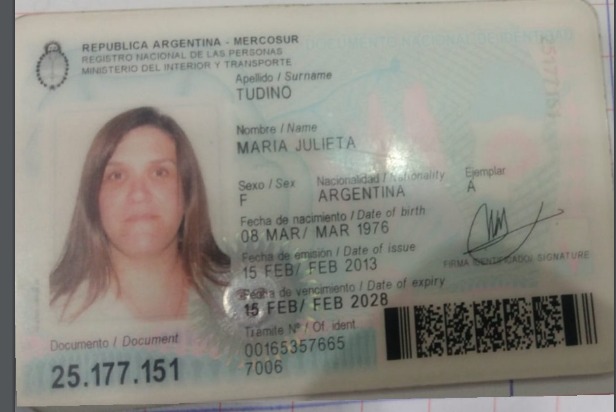 REPUBLICA ARGENTINA - MERCOSUR
REGISTRO NACIONAL DE LAS PERSONAS
MINISTERIO DEL INTERIOR Y TRANSPORTE
Apellido / Surname
TUDINO
Nombre / Name
MARIA JULIETA
Sexo / Sex Nacionalidad / Nationality Ejemplar
F ARGENTINA A
Fecha de nacimiento / Date of birth
08 MAR/ MAR 1976
Fecha de emisión / Date of issue
15 FEB/ FEB 2013
FIRMA IDENTIFICADO/ SIGNATURE
Fecha de vencimiento / Date of expiry
15 FEB/ FEB 2028
Tramite Nº / Of. ident
00165357665
7006
Documento / Document
25.177.151